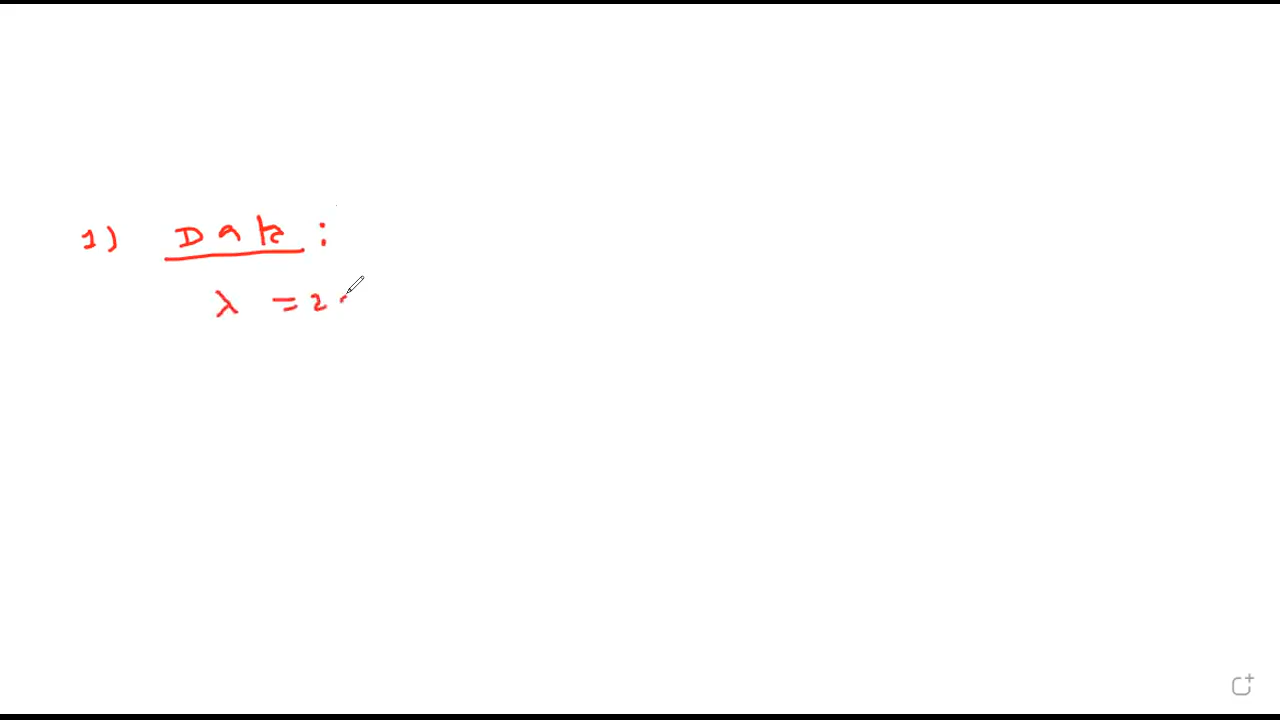 1) Data :
λ = 2